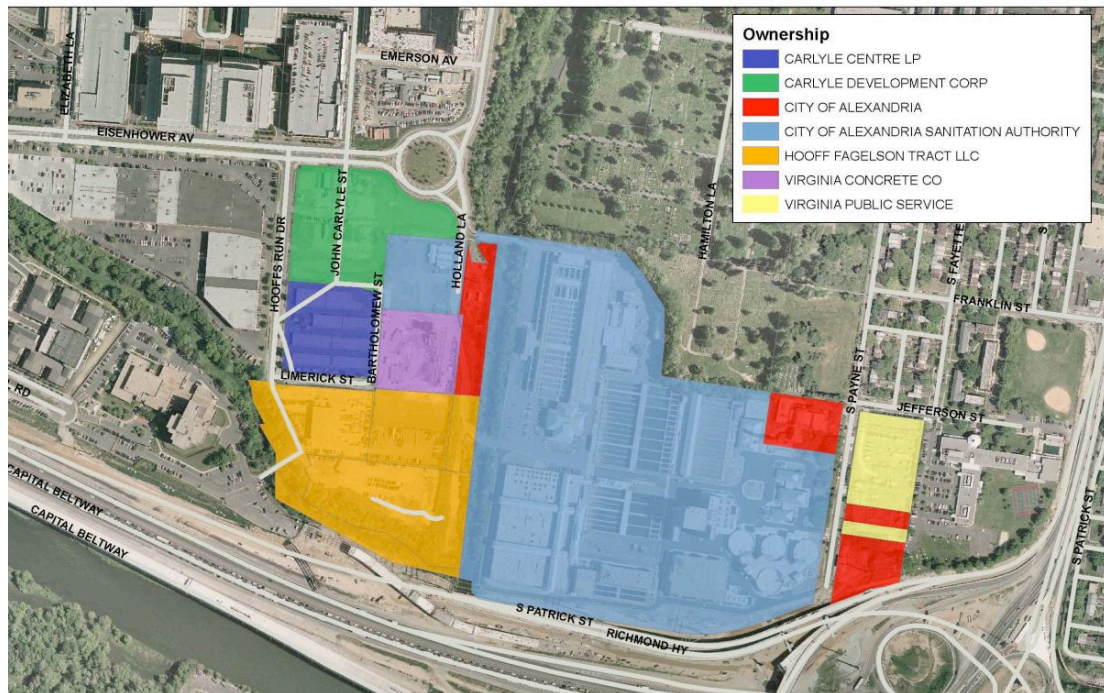 Ownership
CARLYLE CENTRE LP
CARLYLE DEVELOPMENT CORP
CITY OF ALEXANDRIA
CITY OF ALEXANDRIA SANITATION AUTHORITY
HOOFF FAGELSON TRACT LLC
VIRGINIA CONCRETE CO
VIRGINIA PUBLIC SERVICE
ELIZABETH LA
EMERSON AV
EISENHOWER AV
JOHN CARLYLE ST
HOOFFS RUN DR
HOLLAND LA
BARTHOLOMEW ST
HAMILTON LA
S FAYETTE
S
FRANKLIN ST
LIMERICK ST
S PAYNE ST
JEFFERSON ST
L RD
CAPITAL BELTWAY
CAPITAL BELTWAY
S PATRICK ST
S PATRICK ST
RICHMOND HY